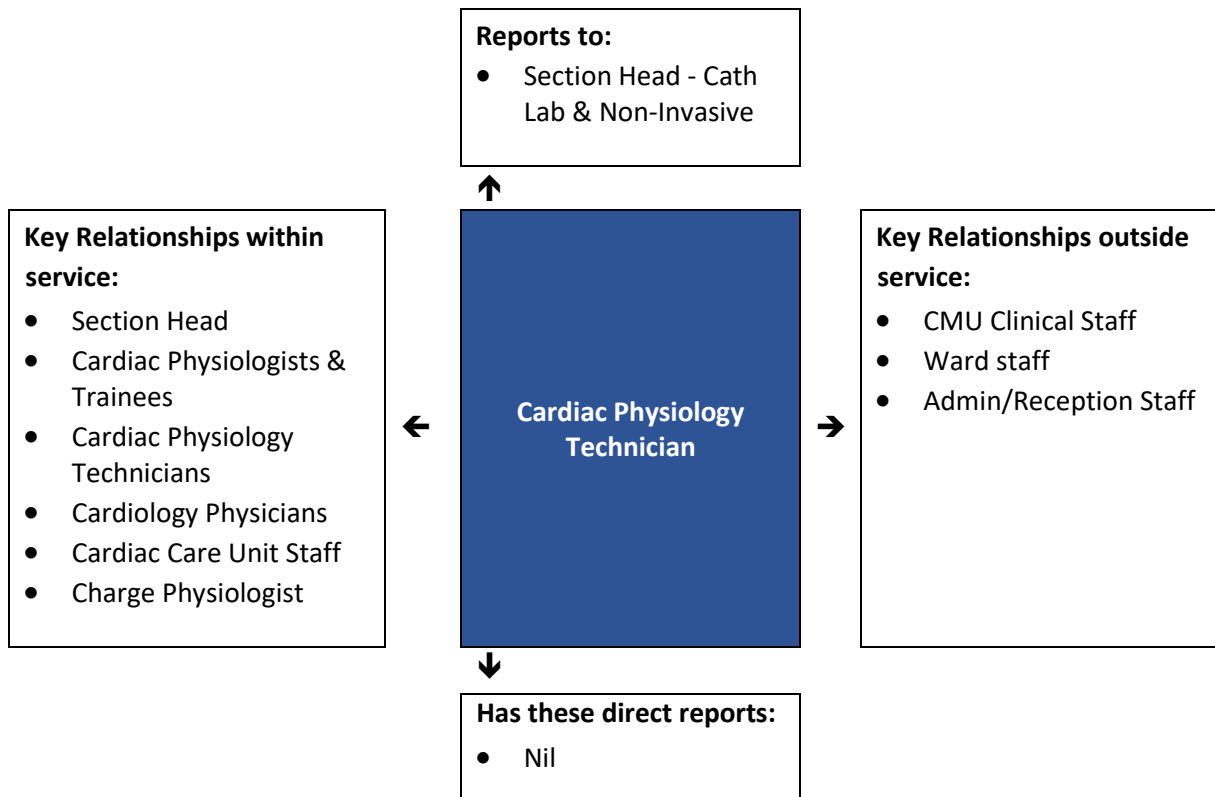 Reports to:
• Section Head - Cath
Lab & Non-Invasive
Key Relationships within
service:
• Section Head
• Cardiac Physiologists &
Trainees
• Cardiac Physiology
Technicians
• Cardiology Physicians
• Cardiac Care Unit Staff
• Charge Physiologist
Cardiac Physiology
Technician
Key Relationships outside
service:
• CMU Clinical Staff
• Ward staff
• Admin/Reception Staff
Has these direct reports:
• Nil